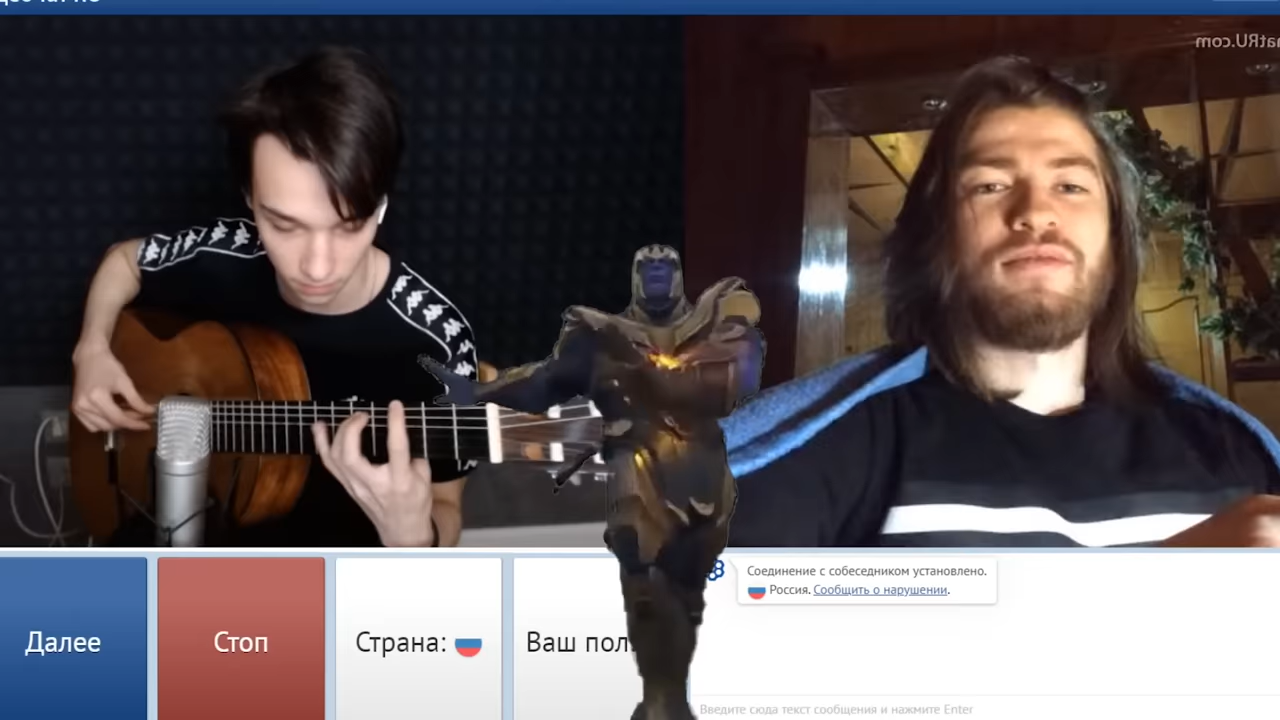 Далее
Стоп
Страна:
Ваш пол:
Соединение с собеседником установлено.
Россия. Сообщить о нарушении.
Введите сюда текст сообщения и нажмите Enter